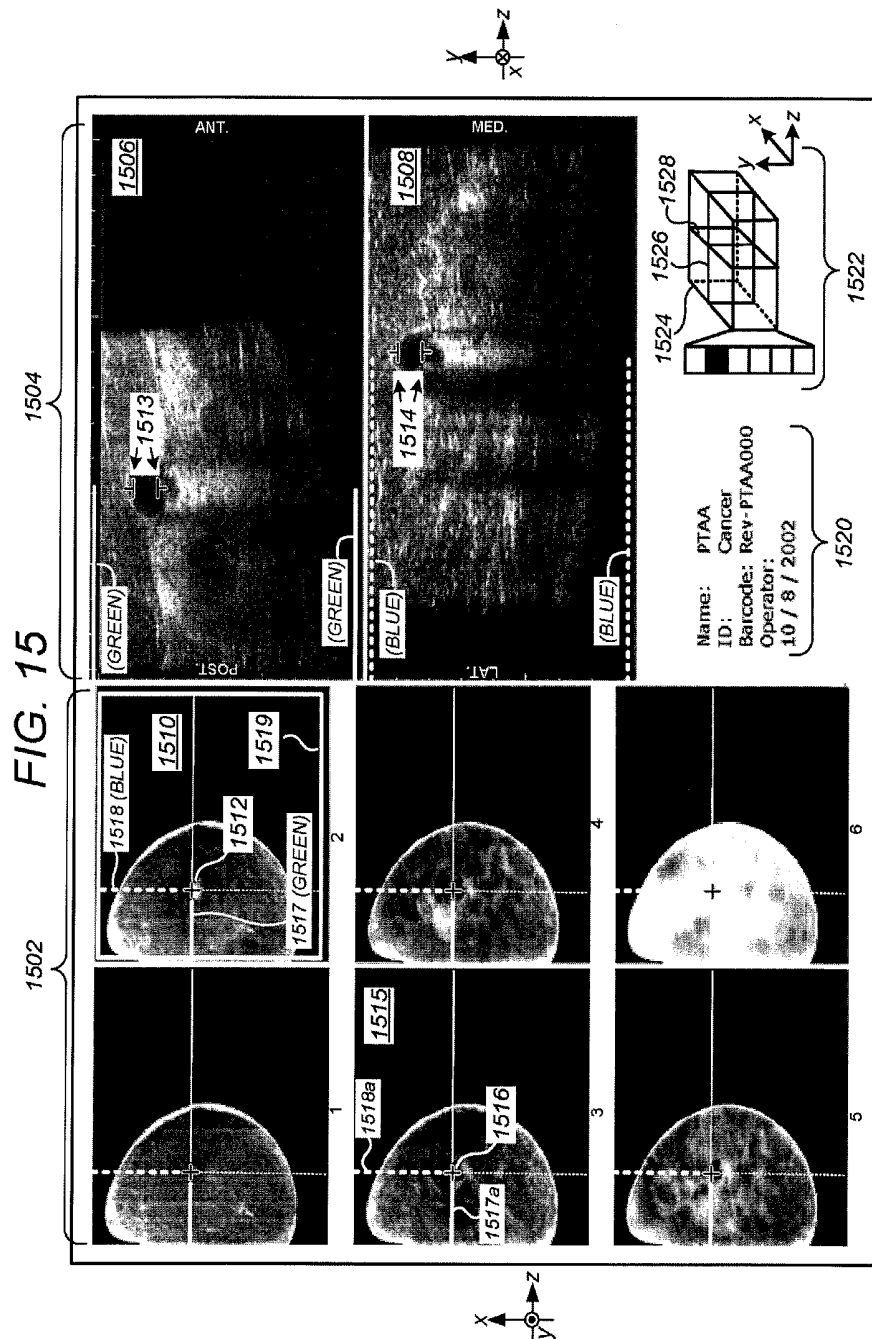 FIG. 15
1502
1504
1518 (BLUE)
1510
1519
1512
1517 (GREEN)
1
2
1515
1518a
1516
1517a
3
4
5
6
(GREEN)
1506
1513
ANT.
POST.
(GREEN)
(BLUE)
1508
1514
MED.
LAT.
(BLUE)
Name: PTAA
ID: Cancer
Barcode: Rev-PTAA000
Operator:
10 / 8 / 2002
1520
1524
1526
1528
x
y
z
1522
x
z
y
y
z
x